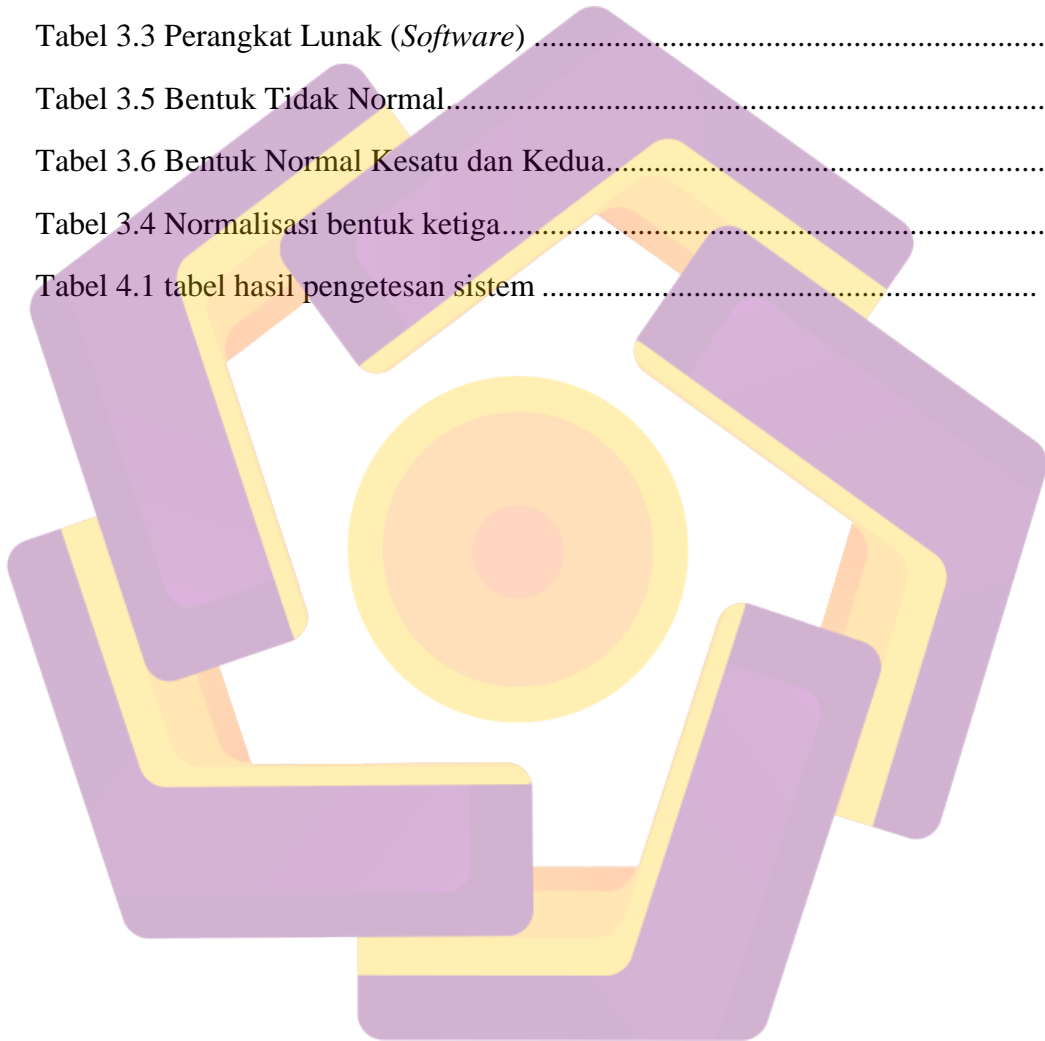 Tabel 3.3 Perangkat Lunak (Software) ................................................................
Tabel 3.5 Bentuk Tidak Normal...........................................................................
Tabel 3.6 Bentuk Normal Kesatu dan Kedua.......................................................
Tabel 3.4 Normalisasi bentuk ketiga....................................................................
Tabel 4.1 tabel hasil pengetesan sistem ..............................................................